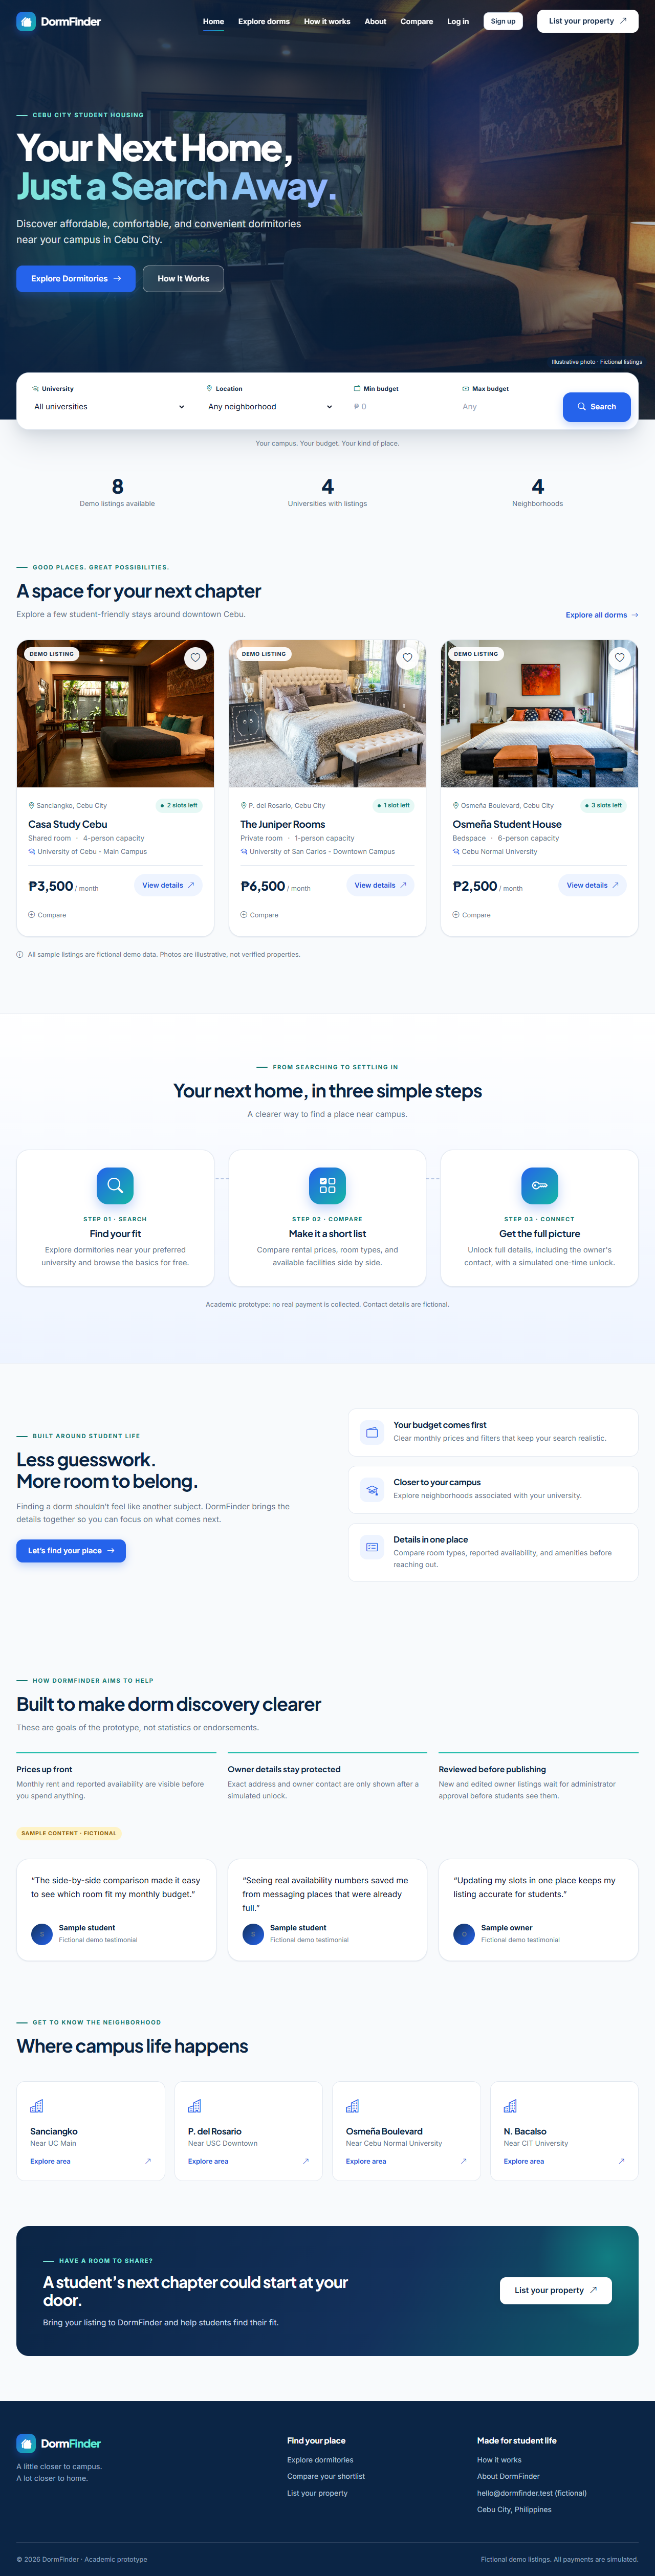 DormFinder
Home
Explore dorms
How it works
About
Compare
Log in
Sign up
List your property
CEBU CITY STUDENT HOUSING
Your Next Home,
Just a Search Away.
Discover affordable, comfortable, and convenient dormitories
near your campus in Cebu City.
Explore Dormitories
How It Works
Illustrative photo · Fictional listings
University
All universities
Location
Any neighborhood
Min budget
₱ 0
Max budget
Any
Search
Your campus. Your budget. Your kind of place.
8
Demo listings available
4
Universities with listings
4
Neighborhoods
GOOD PLACES. GREAT POSSIBILITIES.
A space for your next chapter
Explore a few student-friendly stays around downtown Cebu.
Explore all dorms
DEMO LISTING
Sanciangko, Cebu City
2 slots left
Casa Study Cebu
Shared room · 4-person capacity
University of Cebu - Main Campus
₱3,500 / month
View details
Compare
DEMO LISTING
P. del Rosario, Cebu City
1 slot left
The Juniper Rooms
Private room · 1-person capacity
University of San Carlos - Downtown Campus
₱6,500 / month
View details
Compare
DEMO LISTING
Osmeña Boulevard, Cebu City
3 slots left
Osmeña Student House
Bedspace · 6-person capacity
Cebu Normal University
₱2,500 / month
View details
Compare
All sample listings are fictional demo data. Photos are illustrative, not verified properties.
FROM SEARCHING TO SETTLING IN
Your next home, in three simple steps
A clearer way to find a place near campus.
STEP 01 · SEARCH
Find your fit
Explore dormitories near your preferred
university and browse the basics for free.
STEP 02 · COMPARE
Make it a short list
Compare rental prices, room types, and
available facilities side by side.
STEP 03 · CONNECT
Get the full picture
Unlock full details, including the owner's
contact, with a simulated one-time unlock.
Academic prototype: no real payment is collected. Contact details are fictional.
BUILT AROUND STUDENT LIFE
Less guesswork.
More room to belong.
Finding a dorm shouldn't feel like another subject. DormFinder brings the
details together so you can focus on what comes next.
Let's find your place
Your budget comes first
Clear monthly prices and filters that keep your search realistic.
Closer to your campus
Explore neighborhoods associated with your university.
Details in one place
Compare room types, reported availability, and amenities before
reaching out.
HOW DORMFINDER AIMS TO HELP
Built to make dorm discovery clearer
These are goals of the prototype, not statistics or endorsements.
Prices up front
Monthly rent and reported availability are visible before
you spend anything.
Owner details stay protected
Exact address and owner contact are only shown after a
simulated unlock.
Reviewed before publishing
New and edited owner listings wait for administrator
approval before students see them.
SAMPLE CONTENT · FICTIONAL
“The side-by-side comparison made it easy
to see which room fit my monthly budget.”
Sample student
Fictional demo testimonial
“Seeing real availability numbers saved me
from messaging places that were already
full.”
Sample student
Fictional demo testimonial
“Updating my slots in one place keeps my
listing accurate for students.”
Sample owner
Fictional demo testimonial
GET TO KNOW THE NEIGHBORHOOD
Where campus life happens
Sanciangko
Near UC Main
Explore area
P. del Rosario
Near USC Downtown
Explore area
Osmeña Boulevard
Near Cebu Normal University
Explore area
N. Bacalso
Near CIT University
Explore area
HAVE A ROOM TO SHARE?
A student’s next chapter could start at your
door.
Bring your listing to DormFinder and help students find their fit.
List your property
DormFinder
A little closer to campus.
A lot closer to home.
Find your place
Explore dormitories
Compare your shortlist
List your property
Made for student life
How it works
About DormFinder
hello@dormfinder.test (fictional)
Cebu City, Philippines
© 2026 DormFinder · Academic prototype
Fictional demo listings. All payments are simulated.